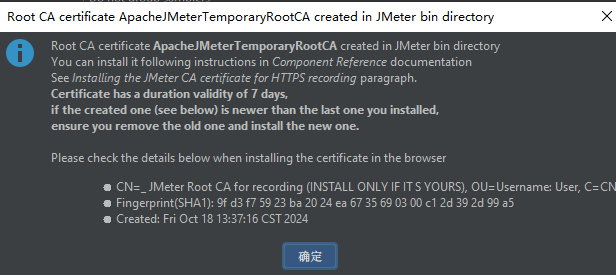 Root CA certificate ApacheJMeterTemporaryRootCA created in JMeter bin directory
Root CA certificate ApacheJMeterTemporaryRootCA created in JMeter bin directory
You can install it following instructions in Component Reference documentation
See Installing the JMeter CA certificate for HTTPS recording paragraph.
Certificate has a duration validity of 7 days,
if the created one (see below) is newer than the last one you installed,
ensure you remove the old one and install the new one.
Please check the details below when installing the certificate in the browser
● CN=_ JMeter Root CA for recording (INSTALL ONLY IF IT S YOURS), OU=Username: User, C=CN
● Fingerprint(SHA1): 9f d3 f7 59 23 ba 20 24 ea 67 35 69 03 00 c1 2d 39 2d 99 a5
● Created: Fri Oct 18 13:37:16 CST 2024
确定